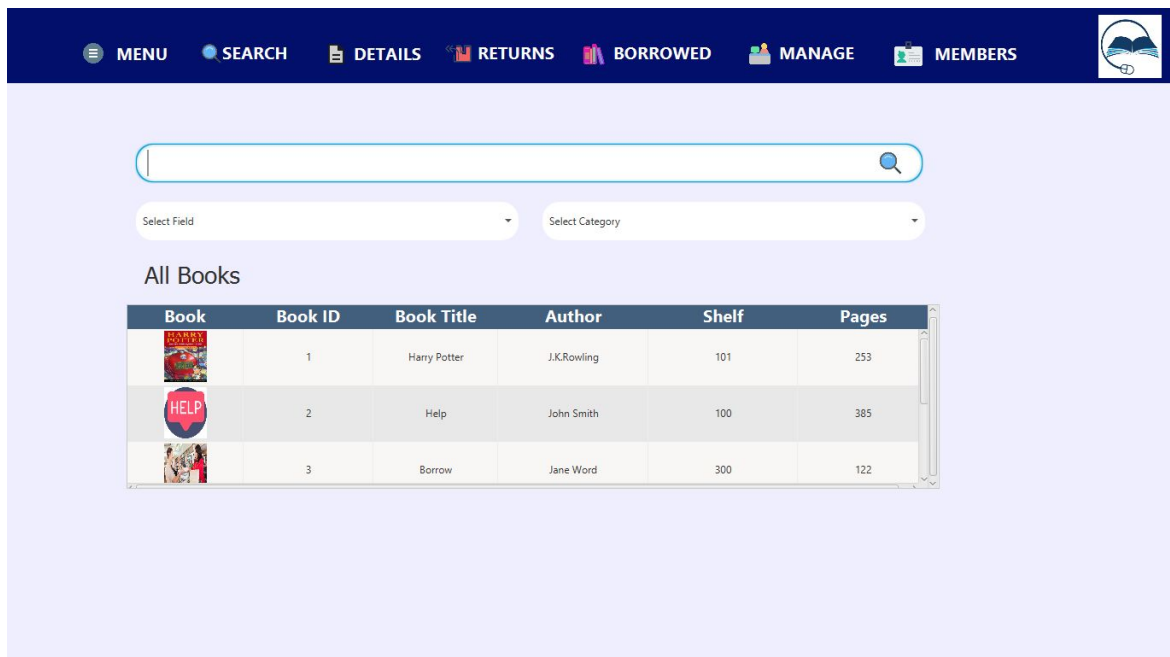 MENU SEARCH DETAILS RETURNS BORROWED MANAGE MEMBERS
Select Field Select Category
All Books
Book Book ID Book Title Author Shelf Pages
HARRY
POTTER
1 Harry Potter J.K.Rowling 101 253
HELP
2 Help John Smith 100 385
3 Borrow Jane Word 300 122